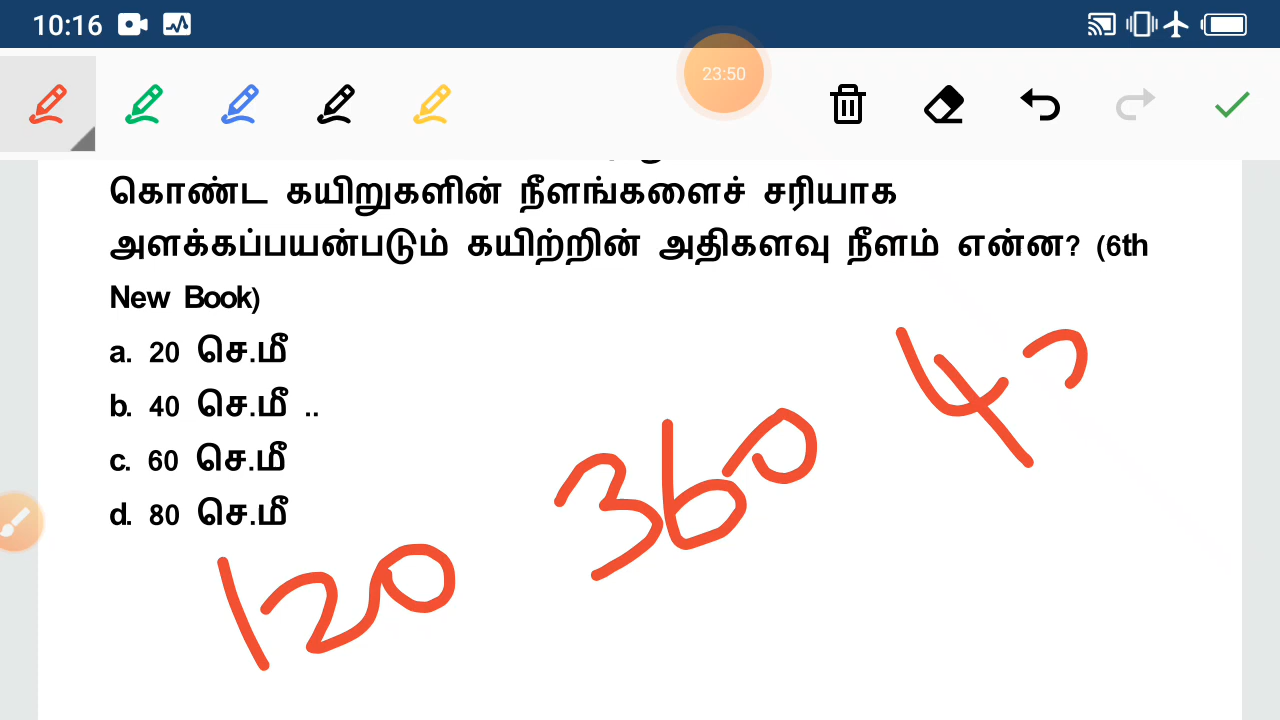 10:16
23:50
கொண்ட கயிறுகளின் நீளங்களைச் சரியாக
அளக்கப்பயன்படும் கயிற்றின் அதிகளவு நீளம் என்ன? (6th
New Book)
a. 20 செ.மீ
b. 40 செ.மீ ..
c. 60 செ.மீ
d. 80 செ.மீ
120 360 4